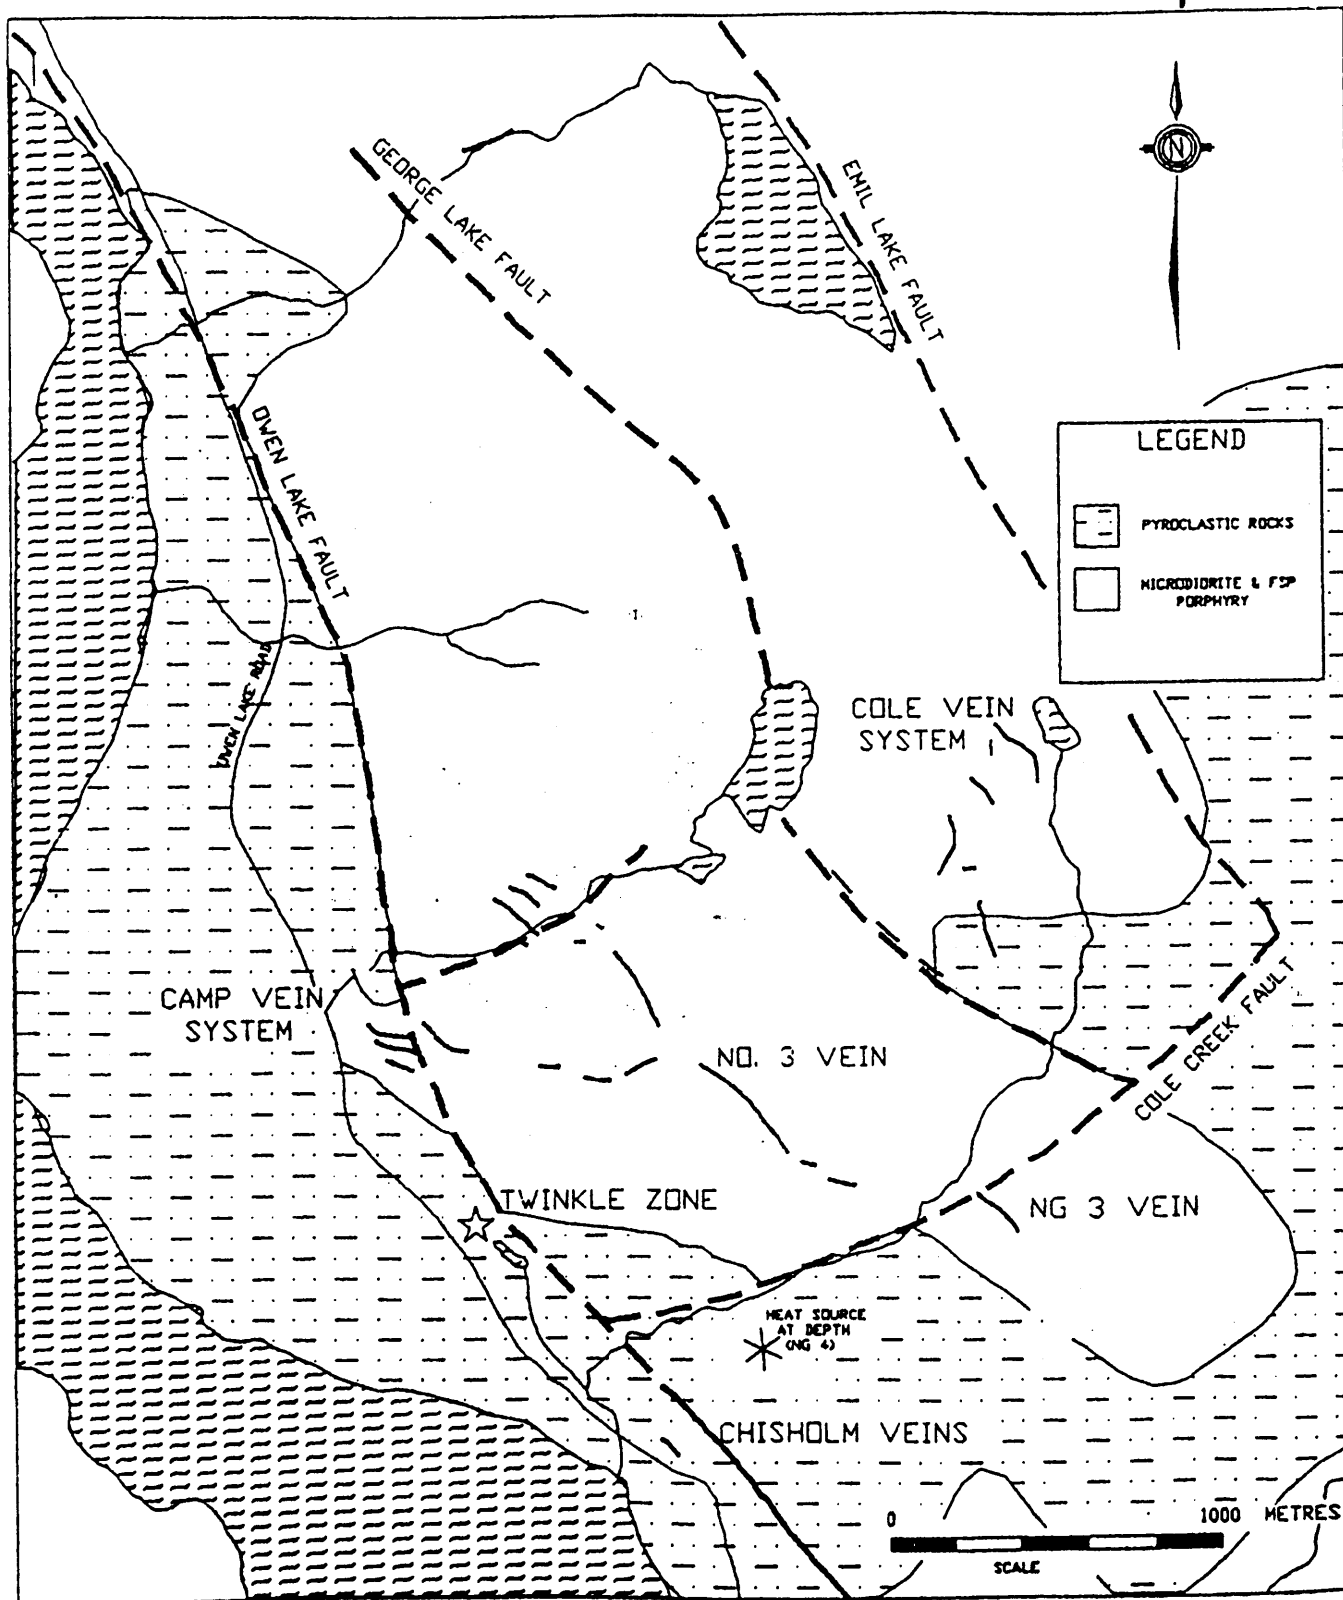 N
GEORGE LAKE FAULT
EMIL LAKE FAULT
OWEN LAKE FAULT
LEGEND
PYROCLASTIC ROCKS
MICRODIORITE & FSP
PORPHYRY
OWEN LAKE ROAD
COLE VEIN
SYSTEM
CAMP VEIN
SYSTEM
NO. 3 VEIN
COLE CREEK FAULT
TWINKLE ZONE
NG 3 VEIN
HEAT SOURCE
AT DEPTH
(NG 4)
CHISHOLM VEINS
0 1000 METRES
SCALE